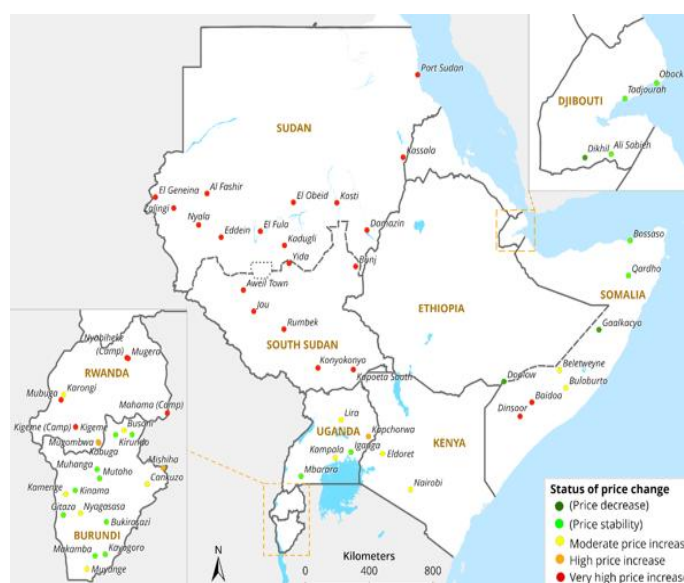 Port Sudan
SUDAN
Kassala
El Geneina
Al Fashir
Zalingi
El Obeid
Kosti
Nyala
Eddein
El Fula
Damazin
Kadugli
Yida
Bunj
Aweil Town
Jau
Rumbek
SOUTH SUDAN
Konyokonyo
Kapoeta South
ETHIOPIA
DJIBOUTI
Obock
Tadjourah
Dikhil
Ali Sabieh
Bossaso
Qardho
SOMALIA
Gaalkacyo
Beletweyne
Buloburto
Doolow
Baidoa
Dinsoor
Lira
UGANDA
Kapchorwa
Kampala
Iganga
Mbarara
Eldoret
KENYA
Nairobi
Nyabiheke
(Camp)
Mugera
RWANDA
Karongi
Mubuga
Mahama (Camp)
Kigeme (Camp)
Kigeme
Busoni
Mugombwa
Kirundo
Kabuga
Mishiha
Muhanga
Mutaho
Cankuzo
Kamenge
Kinama
Gitaza
Nyagasasa
Bukirasazi
BURUNDI
Makamba
Kayogoro
Muyange
N
Kilometers
0
400
800
Status of price change
(Price decrease)
(Price stability)
Moderate price increase
High price increase
Very high price increase